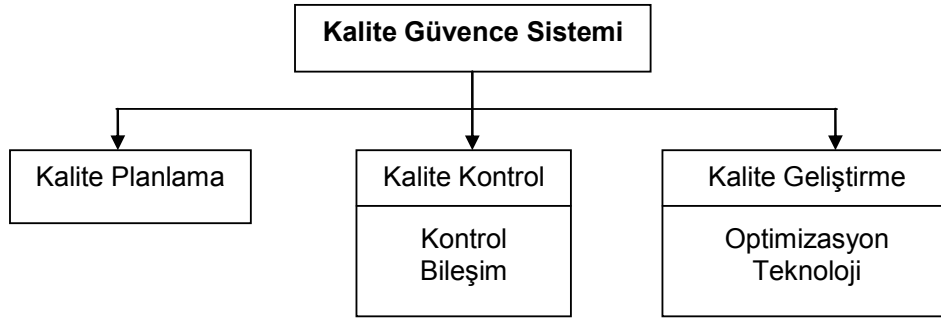 Kalite Güvence Sistemi
Kalite Planlama
Kalite Kontrol
Kontrol
Bileşim
Kalite Geliştirme
Optimizasyon
Teknoloji